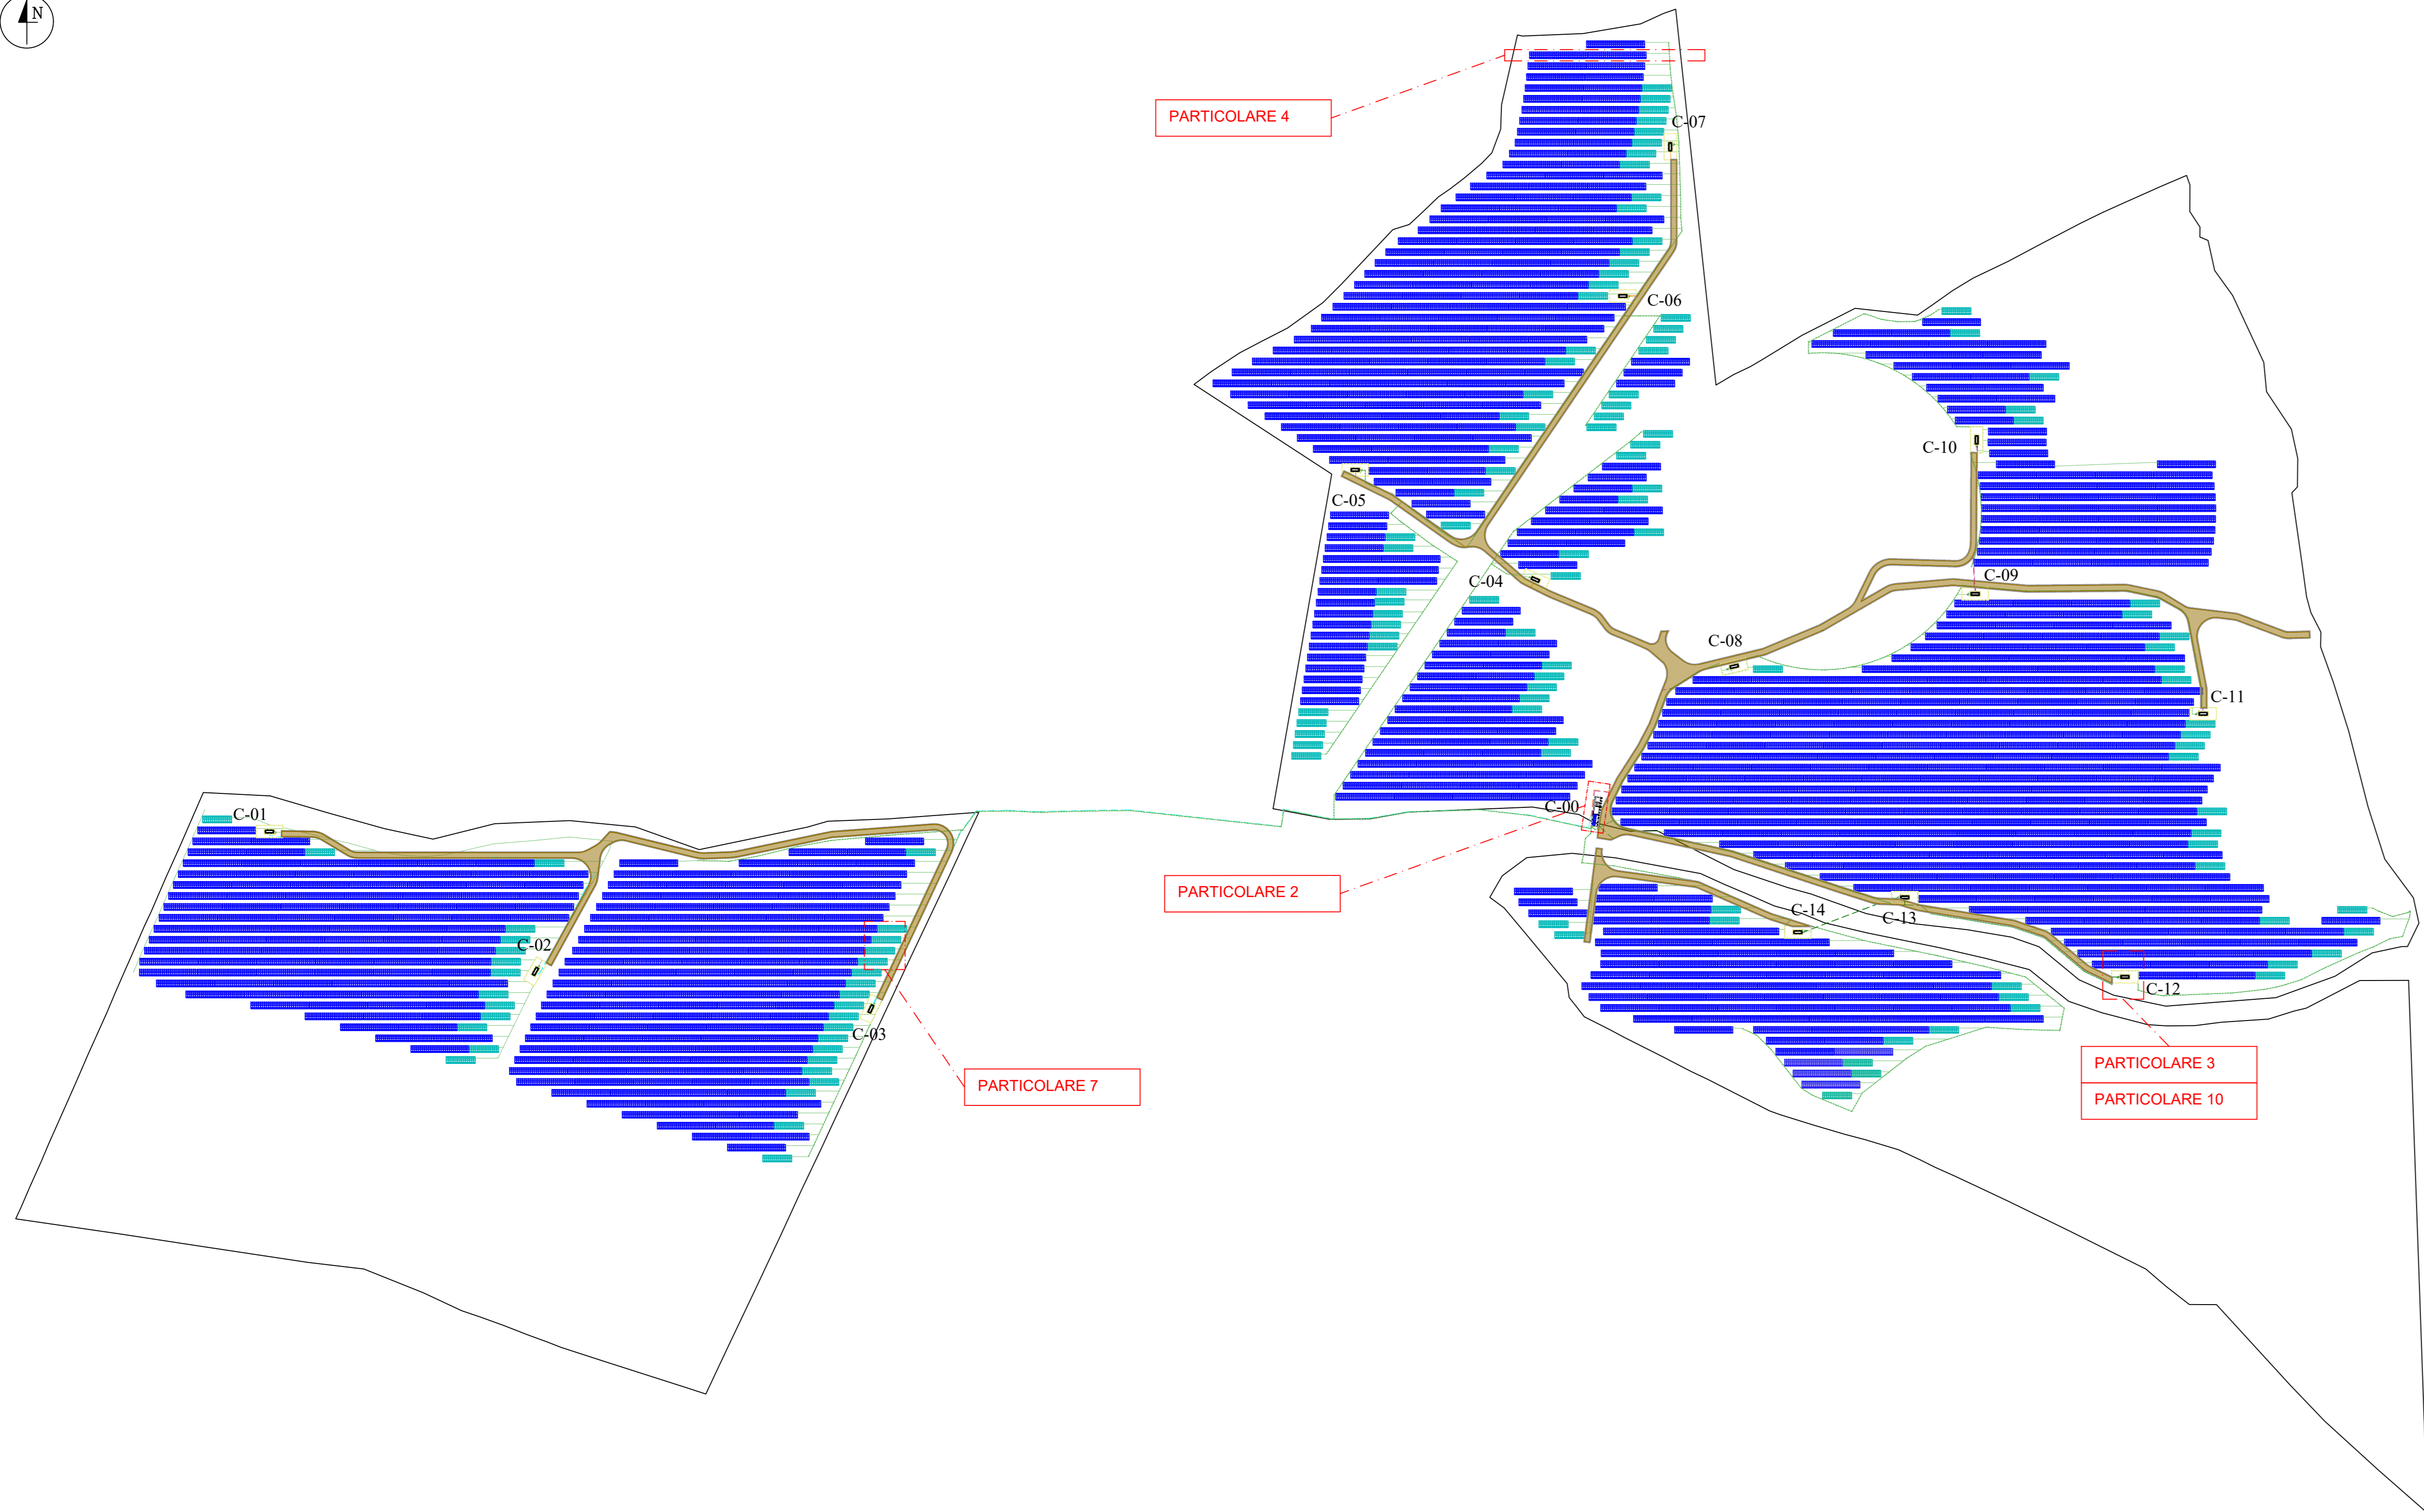 N
PARTICOLARE 4
C-07
C-06
C-10
C-05
C-09
C-04
C-08
C-11
C-00
C-01
PARTICOLARE 2
C-14
C-13
C-02
C-12
C-03
PARTICOLARE 3
PARTICOLARE 7
PARTICOLARE 10